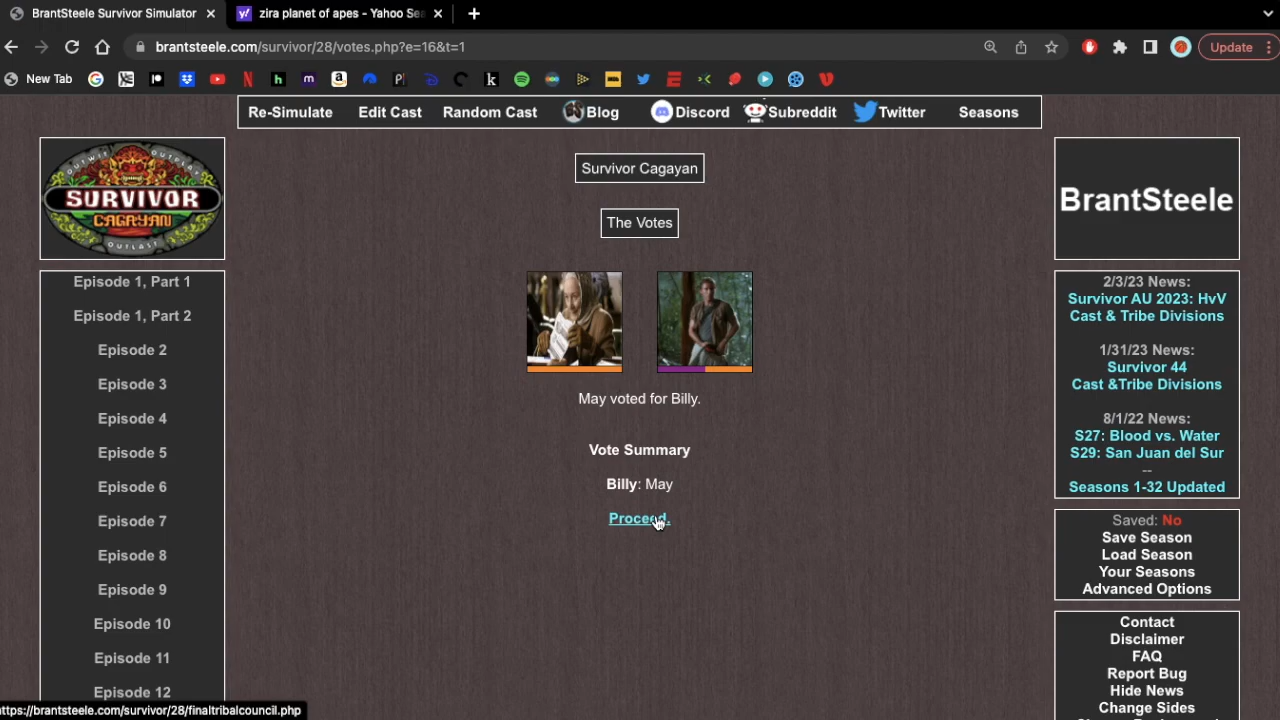 BrantSteele Survivor Simulator
zira planet of apes - Yahoo Se
brantsteele.com/survivor/28/votes.php?e=16&t=1
Update
New Tab
Re-Simulate Edit Cast Random Cast Blog Discord Subreddit Twitter Seasons
OUTWIT OUTPLAY
SURVIVOR
CAGAYAN
OUTLAST
Episode 1, Part 1
Episode 1, Part 2
Episode 2
Episode 3
Episode 4
Episode 5
Episode 6
Episode 7
Episode 8
Episode 9
Episode 10
Episode 11
Episode 12
Survivor Cagayan
The Votes
May voted for Billy.
Vote Summary
Billy: May
Proceed.
BrantSteele
2/3/23 News:
Survivor AU 2023: HvV
Cast & Tribe Divisions
1/31/23 News:
Survivor 44
Cast &Tribe Divisions
8/1/22 News:
S27: Blood vs. Water
S29: San Juan del Sur
--
Seasons 1-32 Updated
Saved: No
Save Season
Load Season
Your Seasons
Advanced Options
Contact
Disclaimer
FAQ
Report Bug
Hide News
Change Sides
ttps://brantsteele.com/survivor/28/finaltribalcouncil.php